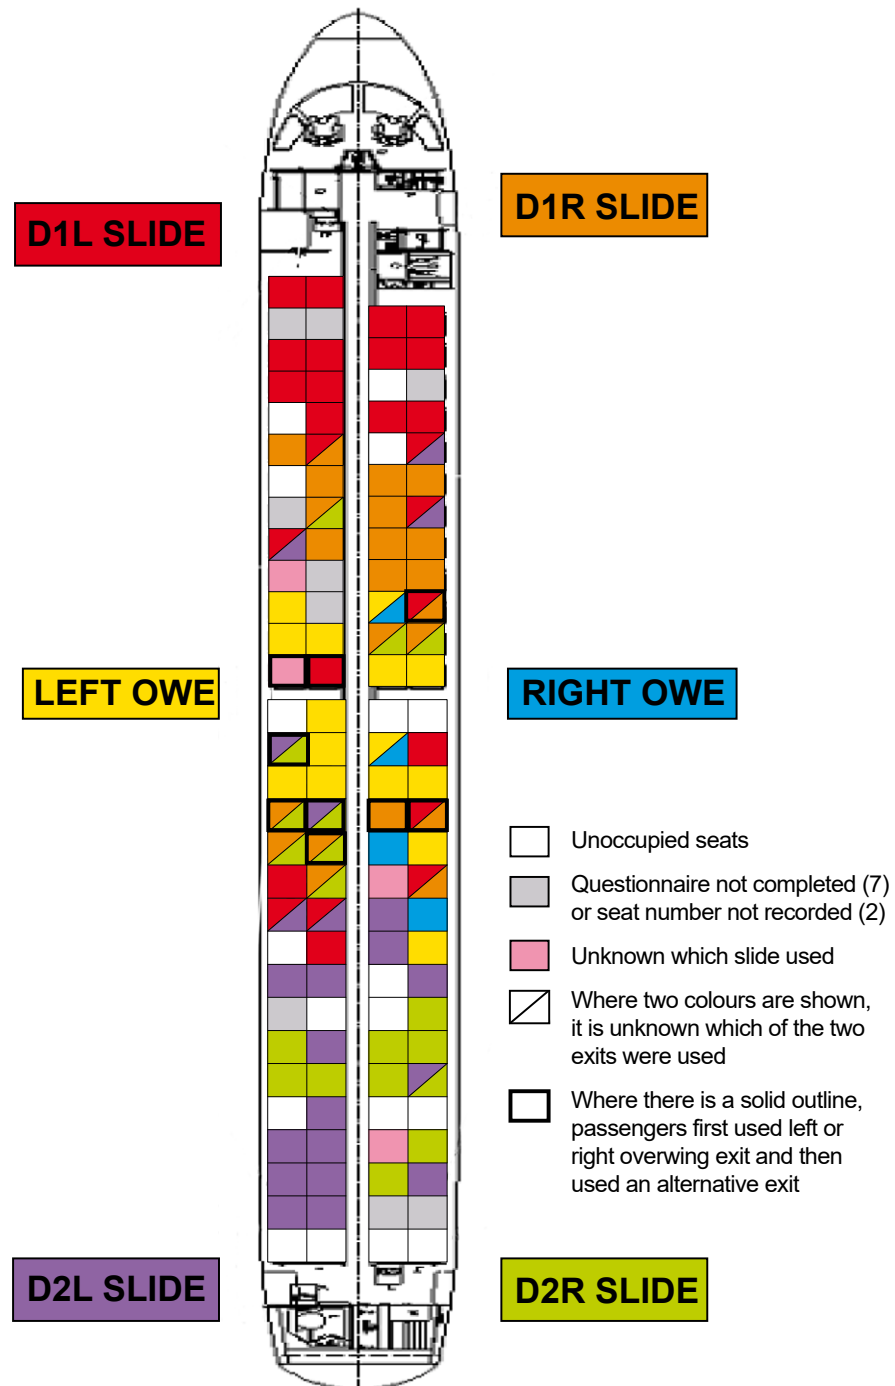 D1L SLIDE
D1R SLIDE
LEFT OWE
RIGHT OWE
Unoccupied seats
Questionnaire not completed (7)
or seat number not recorded (2)
Unknown which slide used
Where two colours are shown,
it is unknown which of the two
exits were used
Where there is a solid outline,
passengers first used left or
right overwing exit and then
used an alternative exit
D2L SLIDE
D2R SLIDE